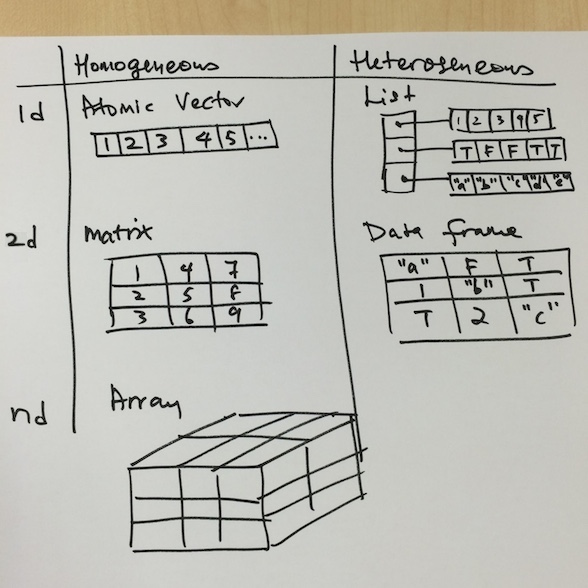 Homogeneous Heterogeneous
1d Atomic Vector List
1 2 3 4 5 ...
1 2 3 4 5
T F F T T
"a" "b" "c" "d" "e"
2d Matrix Data frame
1 4 7
2 5 8
3 6 9
"a" F T
1 "b" T
T 2 "c"
nd Array